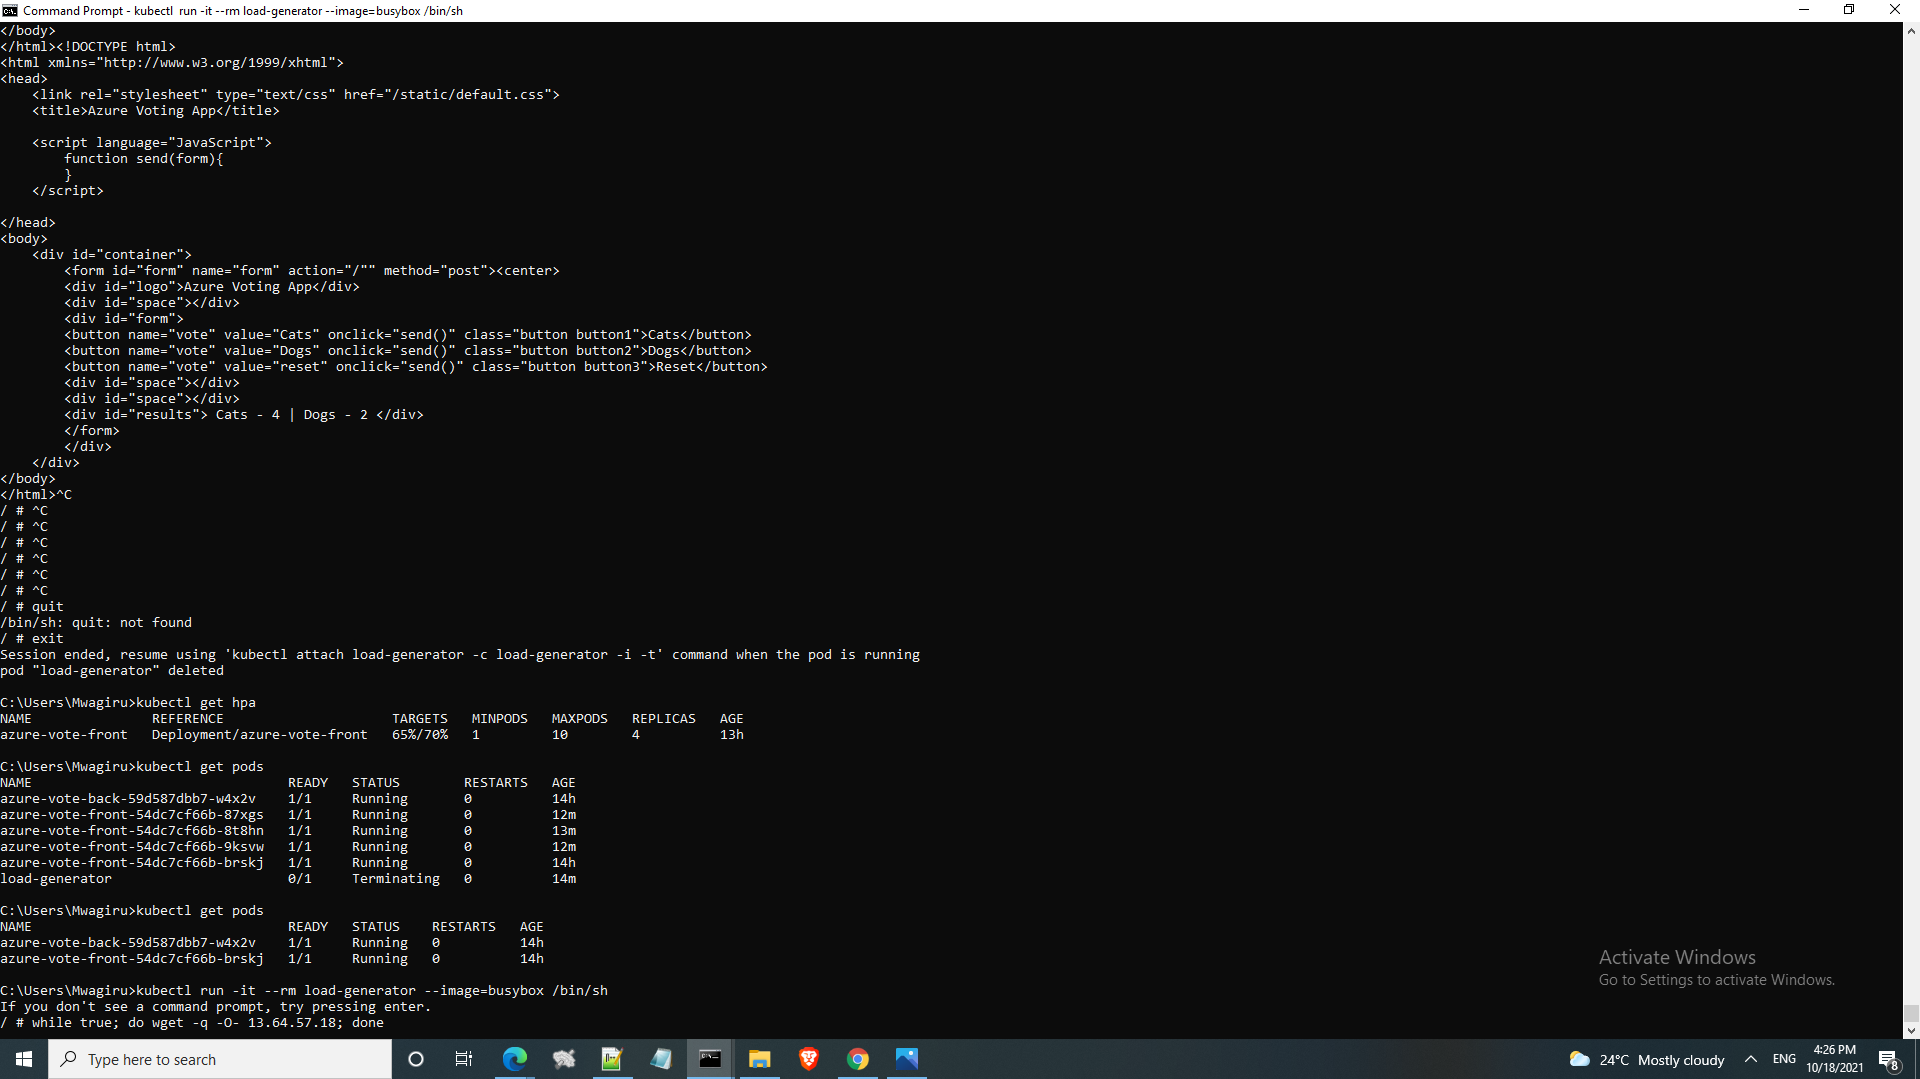 Command Prompt - kubectl  run -it --rm load-generator --image=busybox /bin/sh
</body>
</html><!DOCTYPE html>
<html xmlns="http://www.w3.org/1999/xhtml">
<head>
    <link rel="stylesheet" type="text/css" href="/static/default.css">
    <title>Azure Voting App</title>

    <script language="JavaScript">
        function send(form){
        }
    </script>

</head>
<body>
    <div id="container">
        <form id="form" name="form" action="/"" method="post"><center>
        <div id="logo">Azure Voting App</div>
        <div id="space"></div>
        <div id="form">
        <button name="vote" value="Cats" onclick="send()" class="button button1">Cats</button>
        <button name="vote" value="Dogs" onclick="send()" class="button button2">Dogs</button>
        <button name="vote" value="reset" onclick="send()" class="button button3">Reset</button>
        <div id="space"></div>
        <div id="space"></div>
        <div id="results"> Cats - 4 | Dogs - 2 </div>
        </form>
        </div>
    </div>
</body>
</html>^C
/ # ^C
/ # ^C
/ # ^C
/ # ^C
/ # ^C
/ # ^C
/ # quit
/bin/sh: quit: not found
/ # exit
Session ended, resume using 'kubectl attach load-generator -c load-generator -i -t' command when the pod is running
pod "load-generator" deleted

C:\Users\Mwagiru>kubectl get hpa
NAME               REFERENCE                     TARGETS   MINPODS   MAXPODS   REPLICAS   AGE
azure-vote-front   Deployment/azure-vote-front   65%/70%   1         10        4          13h

C:\Users\Mwagiru>kubectl get pods
NAME                                READY   STATUS        RESTARTS   AGE
azure-vote-back-59d587dbb7-w4x2v    1/1     Running       0          14h
azure-vote-front-54dc7cf66b-87xgs   1/1     Running       0          12m
azure-vote-front-54dc7cf66b-8t8hn   1/1     Running       0          13m
azure-vote-front-54dc7cf66b-9ksvw   1/1     Running       0          12m
azure-vote-front-54dc7cf66b-brskj   1/1     Running       0          14h
load-generator                      0/1     Terminating   0          14m

C:\Users\Mwagiru>kubectl get pods
NAME                                READY   STATUS    RESTARTS   AGE
azure-vote-back-59d587dbb7-w4x2v    1/1     Running   0          14h
azure-vote-front-54dc7cf66b-brskj   1/1     Running   0          14h

C:\Users\Mwagiru>kubectl run -it --rm load-generator --image=busybox /bin/sh
If you don't see a command prompt, try pressing enter.
/ # while true; do wget -q -O- 13.64.57.18; done
Activate Windows
Go to Settings to activate Windows.
Type here to search
24°C  Mostly cloudy
ENG
4:26 PM
10/18/2021
8